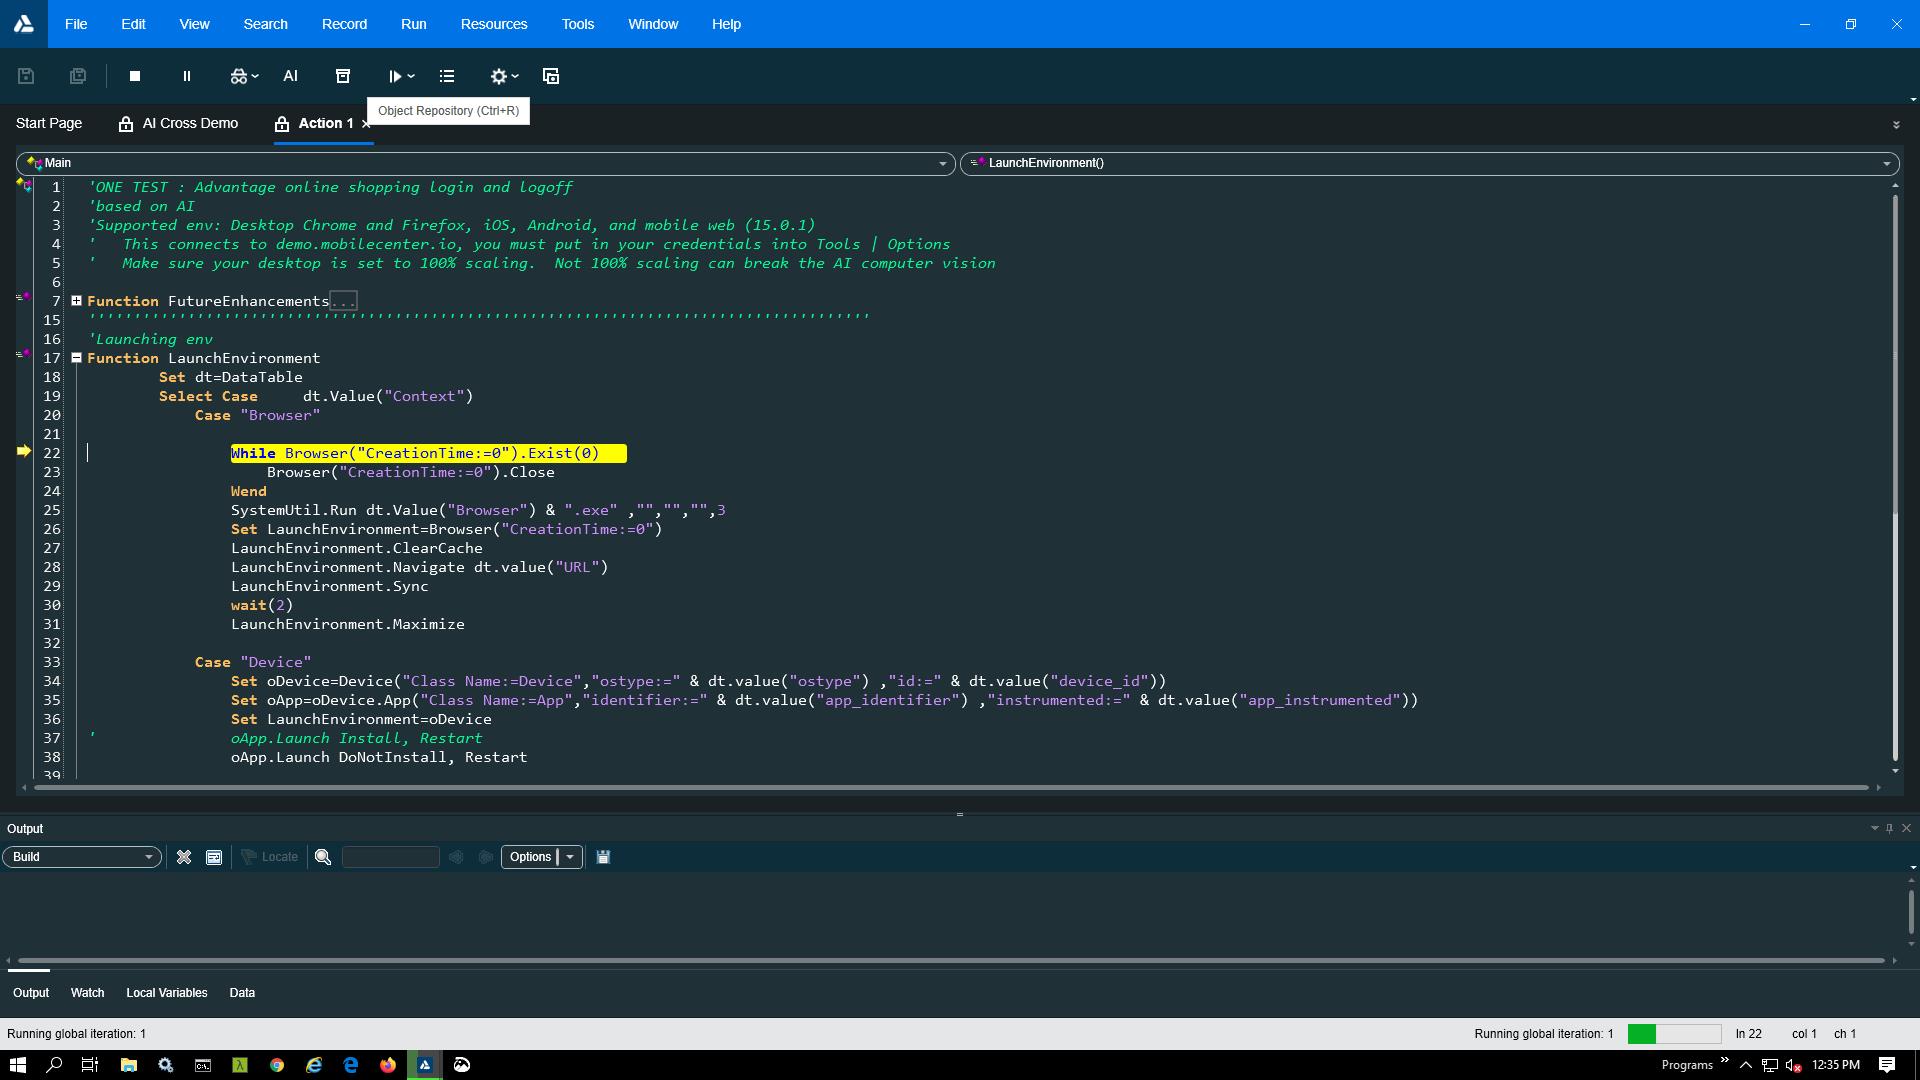 File Edit View Search Record Run Resources Tools Window Help
AI
Object Repository (Ctrl+R)
Start Page AI Cross Demo Action 1
Main LaunchEnvironment()
1 'ONE TEST : Advantage online shopping login and logoff
2 'based on AI
3 'Supported env: Desktop Chrome and Firefox, iOS, Android, and mobile web (15.0.1)
4 '   This connects to demo.mobilecenter.io, you must put in your credentials into Tools | Options
5 '   Make sure your desktop is set to 100% scaling.  Not 100% scaling can break the AI computer vision
6
7 Function FutureEnhancements...
15 '''''''''''''''''''''''''''''''''''''''''''''''''''''''''''''''''''''''''''''''''''''''
16 'Launching env
17 Function LaunchEnvironment
18 Set dt=DataTable
19 Select Case     dt.Value("Context")
20 Case "Browser"
21
22 While Browser("CreationTime:=0").Exist(0)
23 Browser("CreationTime:=0").Close
24 Wend
25 SystemUtil.Run dt.Value("Browser") & ".exe" ,"","","",3
26 Set LaunchEnvironment=Browser("CreationTime:=0")
27 LaunchEnvironment.ClearCache
28 LaunchEnvironment.Navigate dt.value("URL")
29 LaunchEnvironment.Sync
30 wait(2)
31 LaunchEnvironment.Maximize
32
33 Case "Device"
34 Set oDevice=Device("Class Name:=Device","ostype:=" & dt.value("ostype") ,"id:=" & dt.value("device_id"))
35 Set oApp=oDevice.App("Class Name:=App","identifier:=" & dt.value("app_identifier") ,"instrumented:=" & dt.value("app_instrumented"))
36 Set LaunchEnvironment=oDevice
37 '               oApp.Launch Install, Restart
38 oApp.Launch DoNotInstall, Restart
39
Output
Build Locate Options
Output Watch Local Variables Data
Running global iteration: 1 Running global iteration: 1 ln 22 col 1 ch 1
Programs 12:35 PM